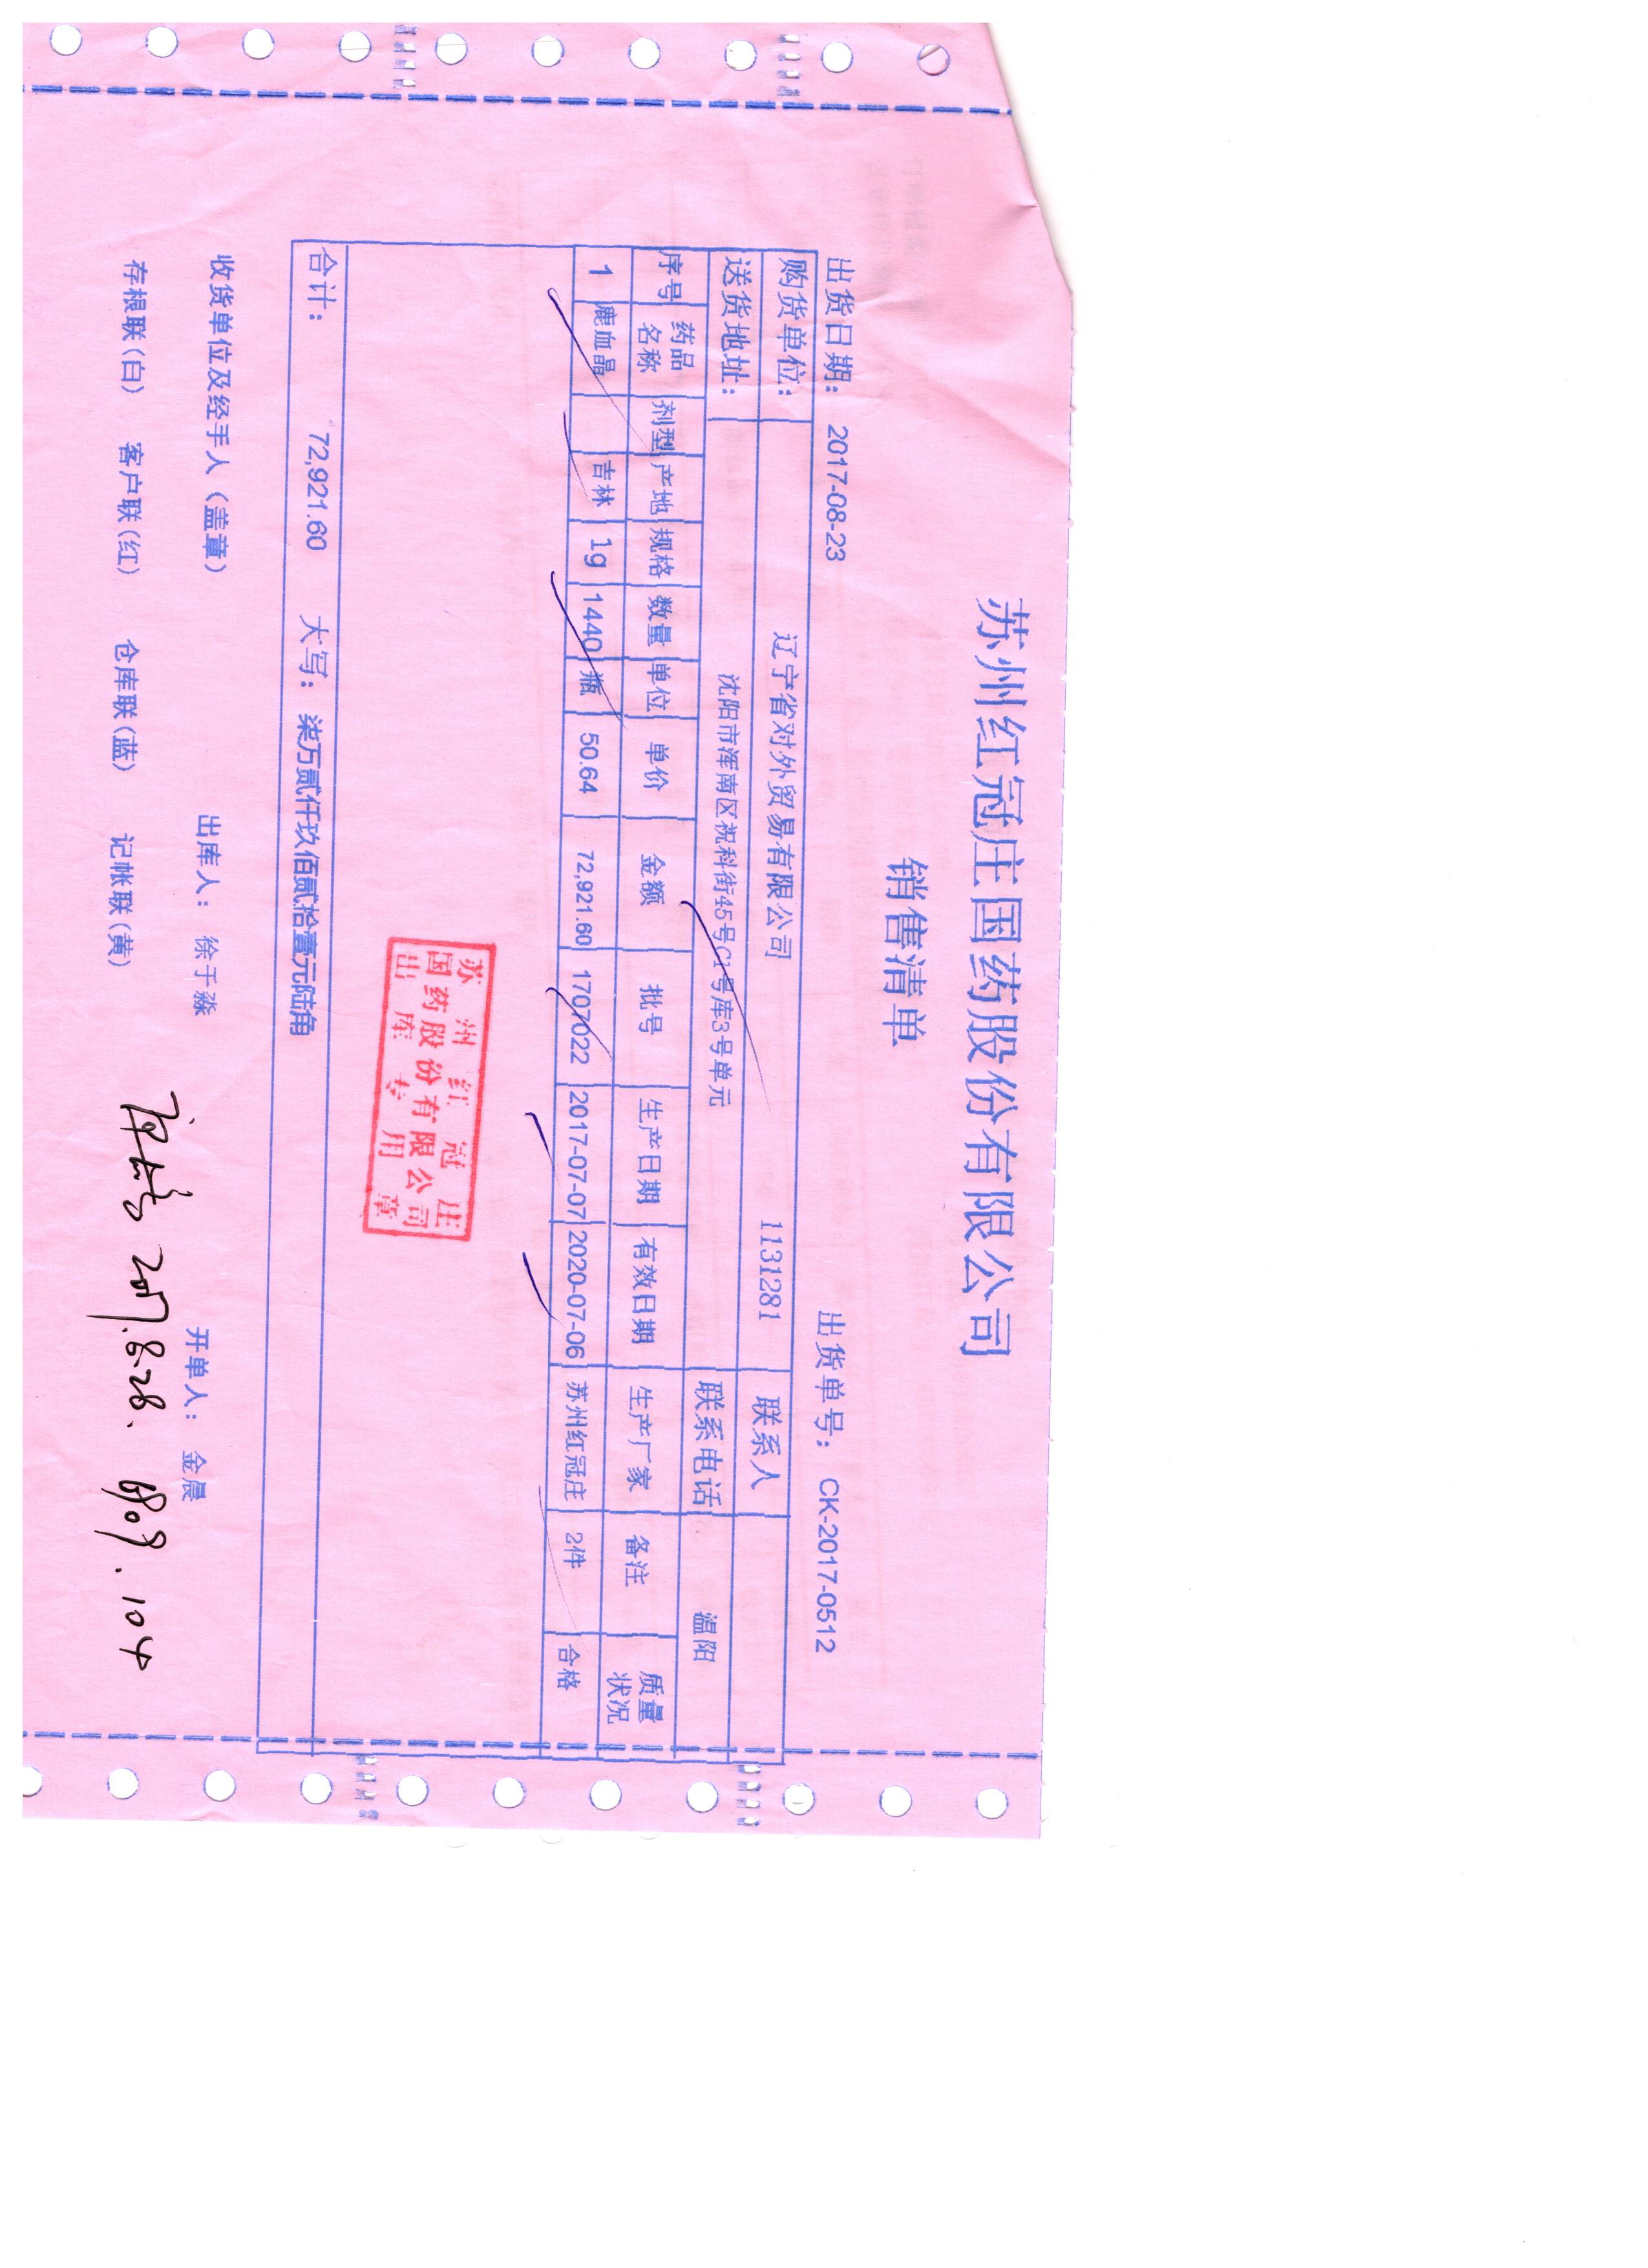 苏州红冠庄国药股份有限公司
销售清单
出货日期： 2017-08-23 出货单号： CK-2017-0512
购货单位： 辽宁省对外贸易有限公司 1131281 联系人
送货地址： 沈阳市浑南区祝科街45号C1号库3号单元 联系电话 温阳
序号 药品名称 剂型 产地 规格 数量 单位 单价 金额 批号 生产日期 有效日期 生产厂家 备注 质量状况
1 鹿血晶 吉林 1g 1440 瓶 50.64 72,921.60 1707022 2017-07-07 2020-07-06 苏州红冠庄 2件 合格
苏州红冠庄
国药股份有限公司
出库专用章
合计： 72,921.60 大写： 柒万贰仟玖佰贰拾壹元陆角
收货单位及经手人（盖章） 出库人： 徐于淼 开单人： 金晨
存根联(白) 客户联(红) 仓库联(蓝) 记帐联(黄)
2017.8.28. 104